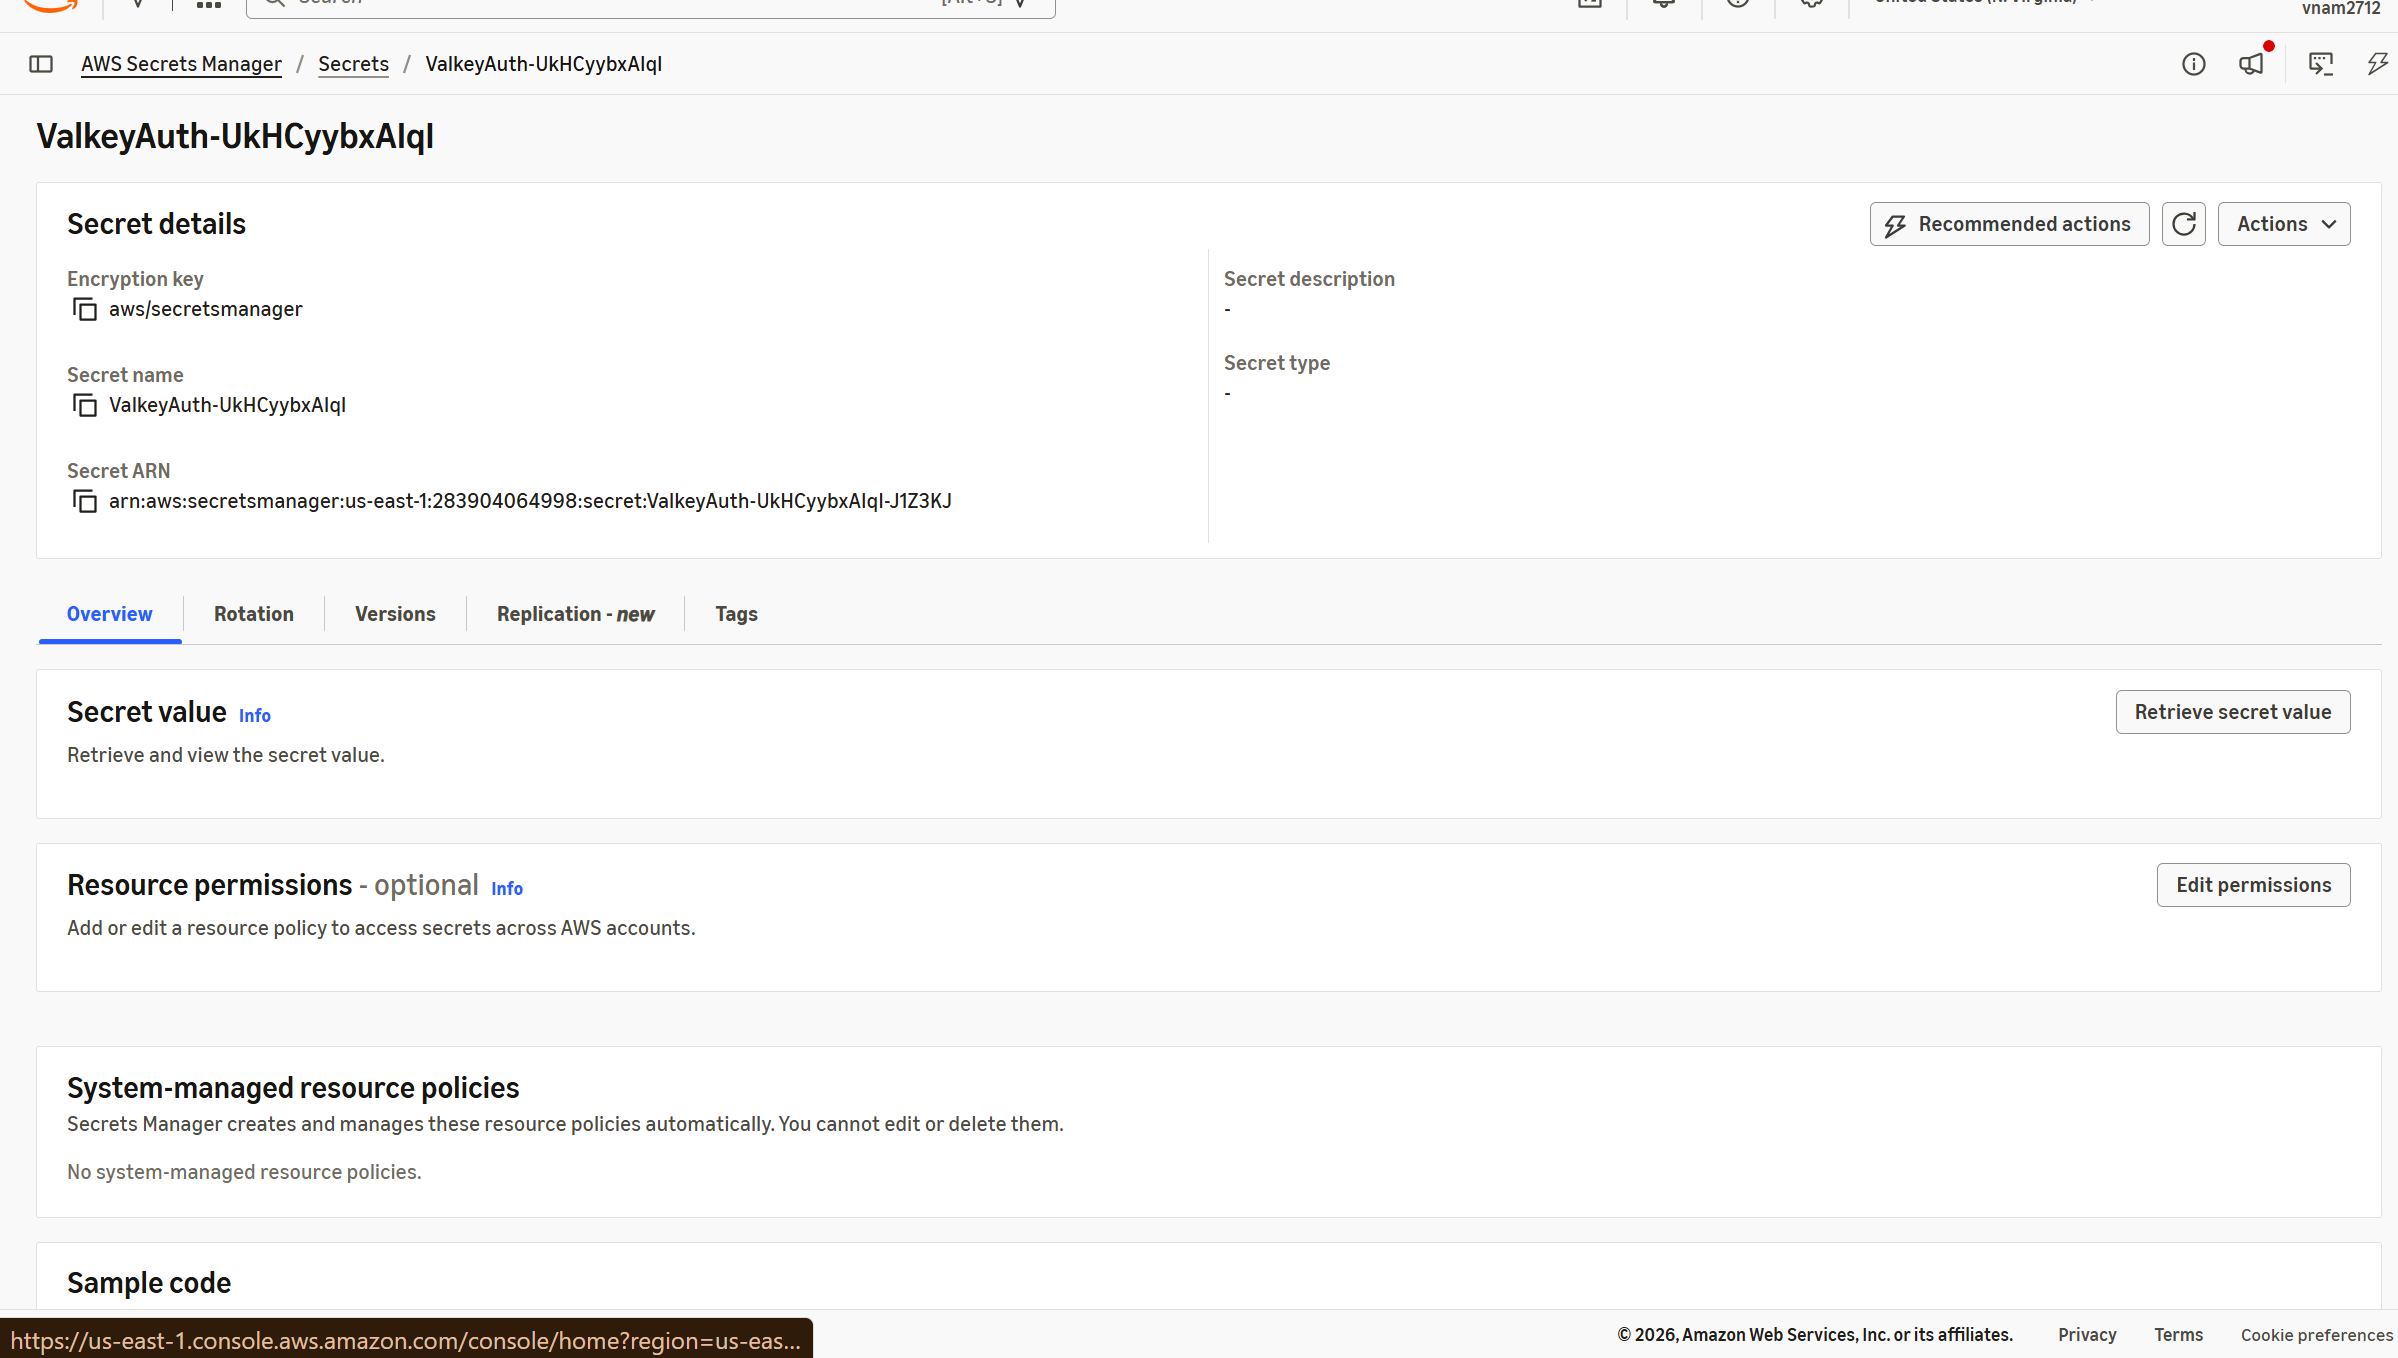 vnam2712
AWS Secrets Manager / Secrets / ValkeyAuth-UkHCyybxAIqI
ValkeyAuth-UkHCyybxAIqI
Secret details
Recommended actions
Actions
Encryption key
aws/secretsmanager
Secret description
-
Secret name
ValkeyAuth-UkHCyybxAIqI
Secret type
-
Secret ARN
arn:aws:secretsmanager:us-east-1:283904064998:secret:ValkeyAuth-UkHCyybxAIqI-J1Z3KJ
Overview
Rotation
Versions
Replication - new
Tags
Secret value Info
Retrieve secret value
Retrieve and view the secret value.
Resource permissions - optional Info
Edit permissions
Add or edit a resource policy to access secrets across AWS accounts.
System-managed resource policies
Secrets Manager creates and manages these resource policies automatically. You cannot edit or delete them.
No system-managed resource policies.
Sample code
https://us-east-1.console.aws.amazon.com/console/home?region=us-eas...
© 2026, Amazon Web Services, Inc. or its affiliates.
Privacy
Terms
Cookie preferences